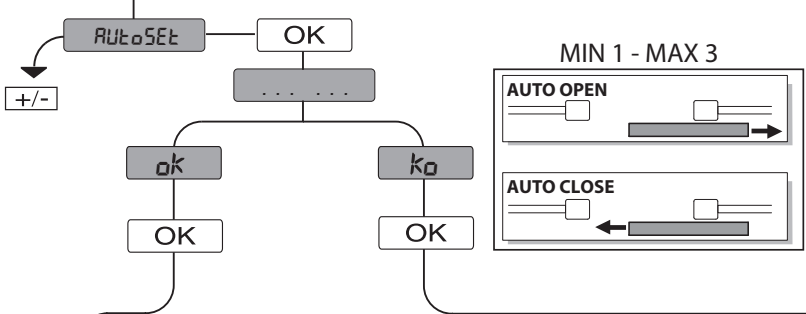 AUtoSEt
OK
+/-
... ...
ok
ko
OK
OK
MIN 1 - MAX 3
AUTO OPEN
AUTO CLOSE